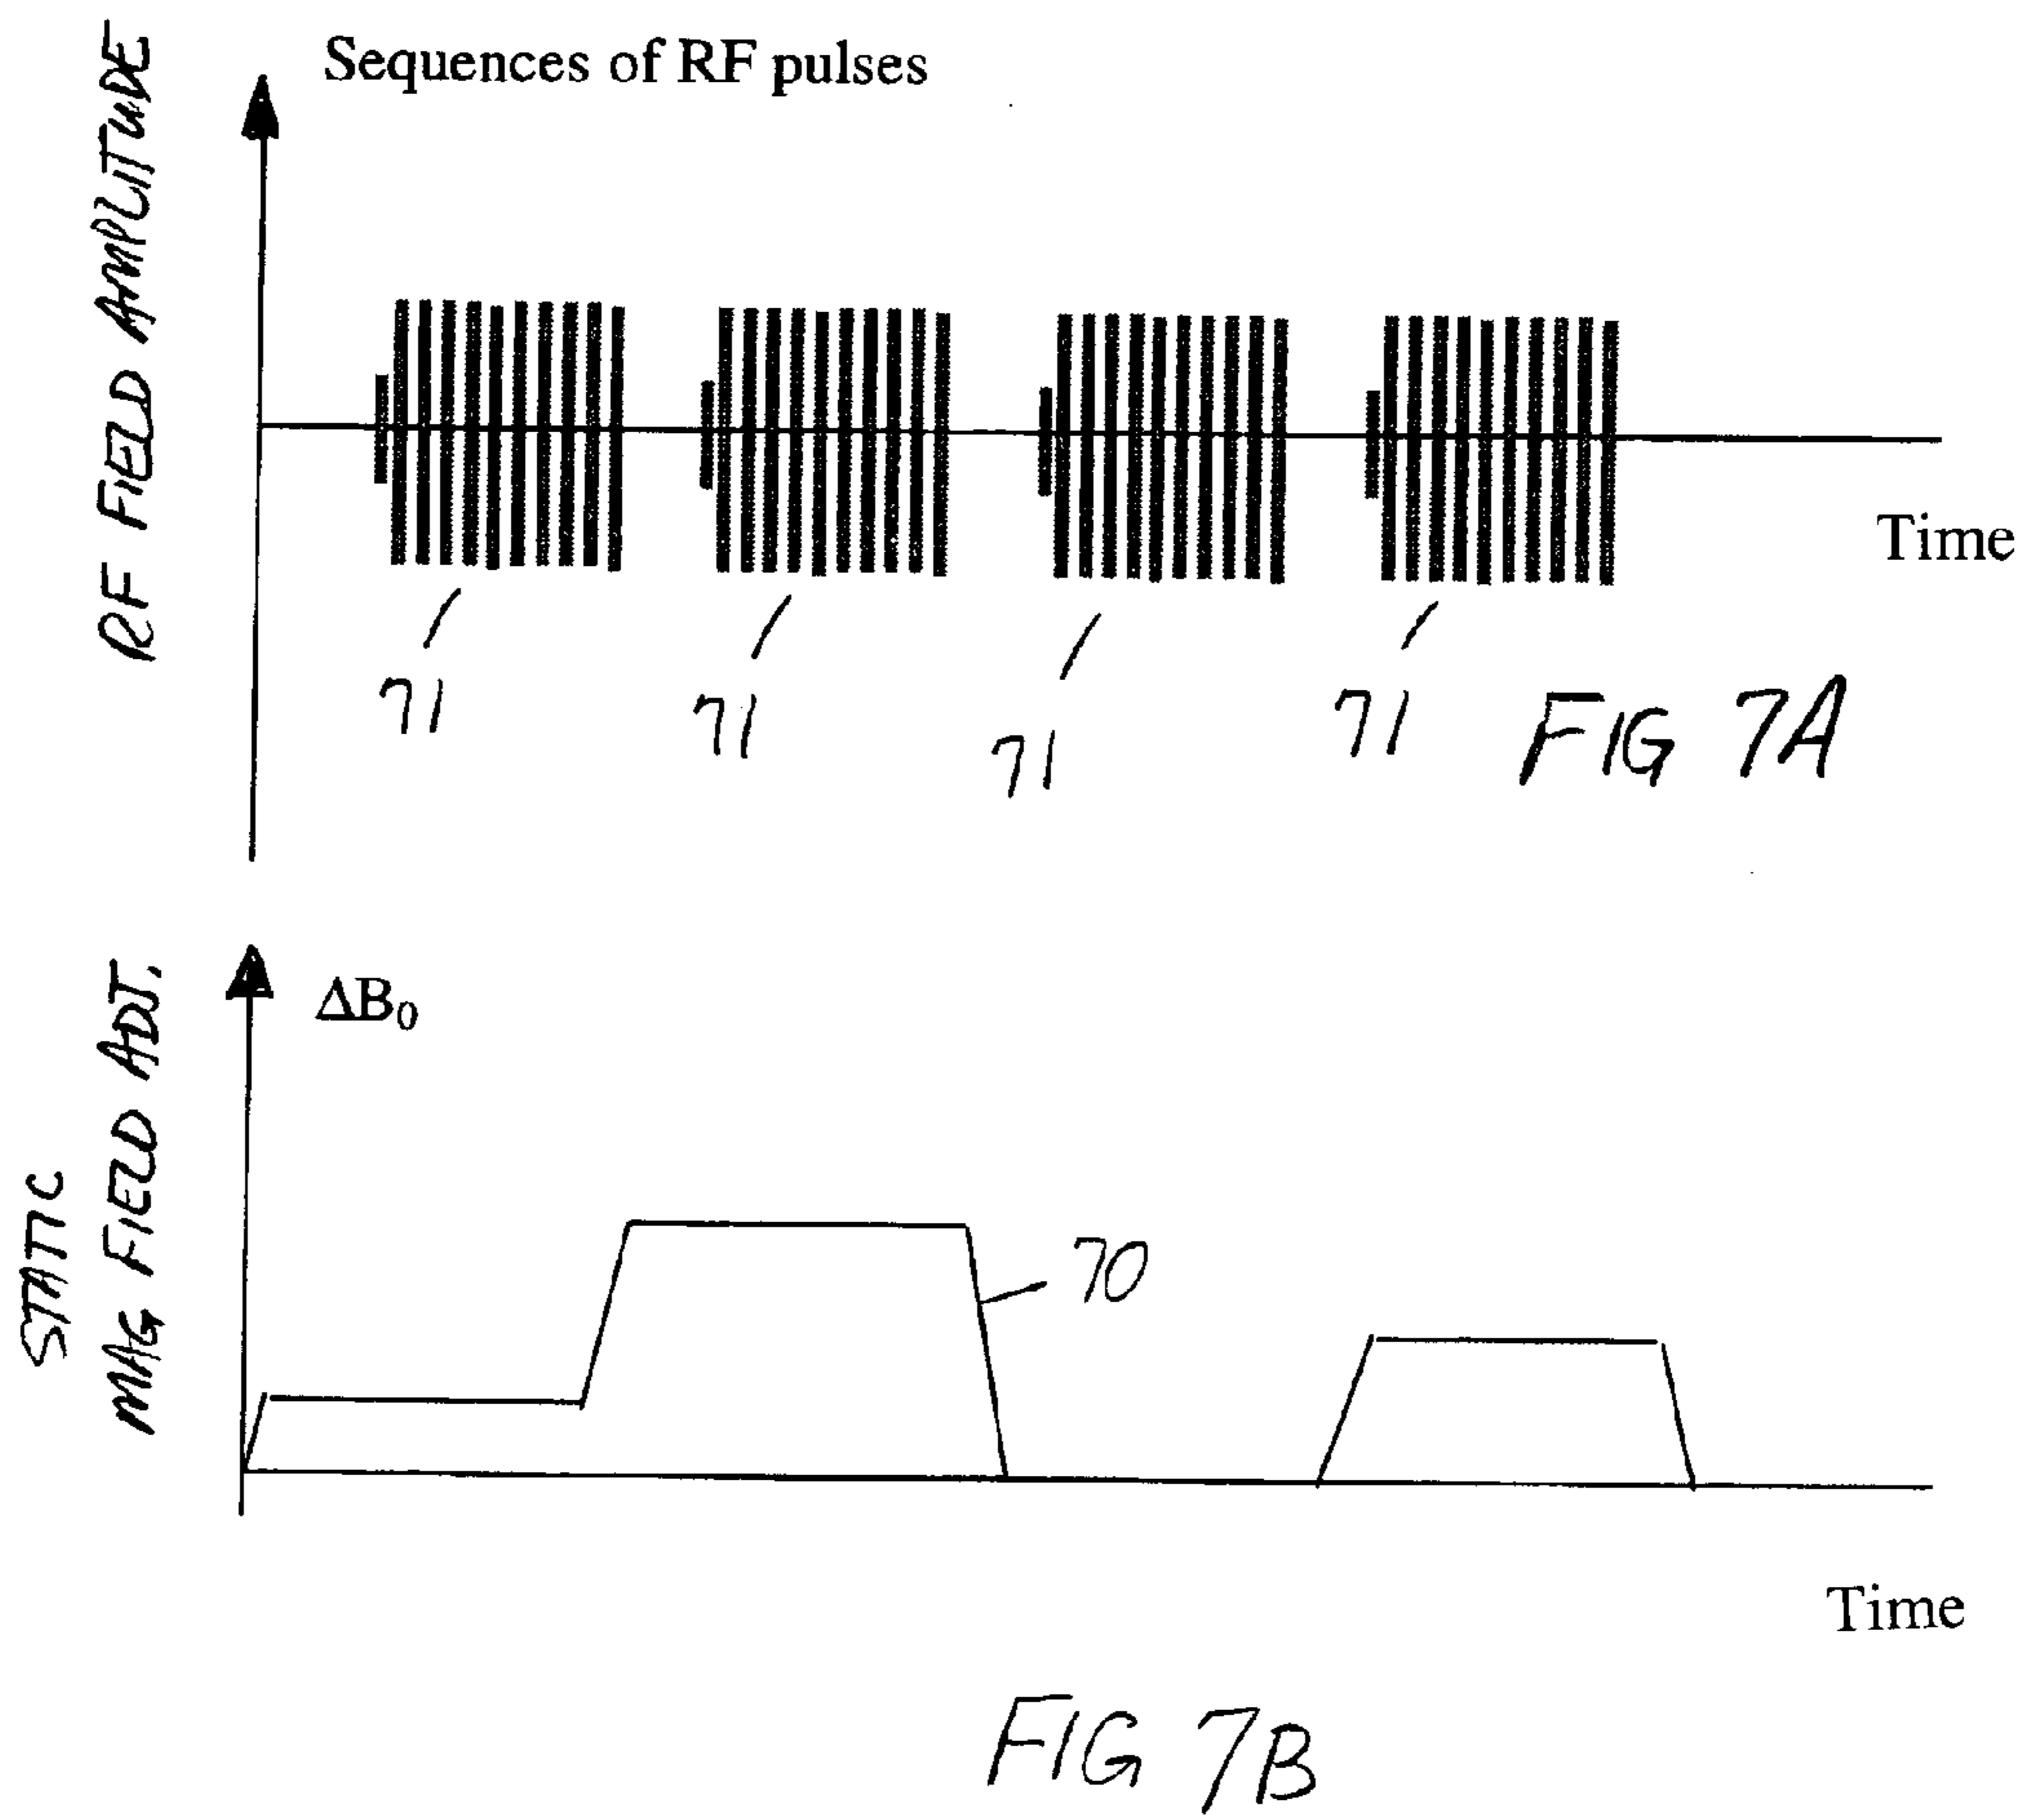 Sequences of RF pulses
RF FIELD AMPLITUDE
Time
71
71
71
71
FIG 7A
ΔB₀
STATIC
MAG FIELD ADJ.
70
Time
FIG 7B